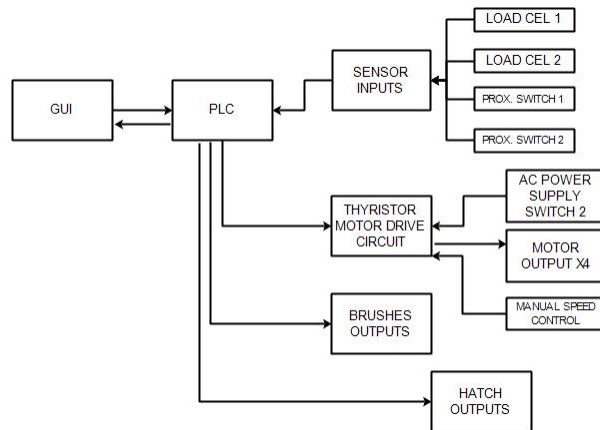 LOAD CEL 1
LOAD CEL 2
PROX. SWITCH 1
PROX. SWITCH 2
SENSOR
INPUTS
GUI
PLC
AC POWER
SUPPLY
SWITCH 2
THYRISTOR
MOTOR DRIVE
CIRCUIT
MOTOR
OUTPUT X4
MANUAL SPEED
CONTROL
BRUSHES
OUTPUTS
HATCH
OUTPUTS